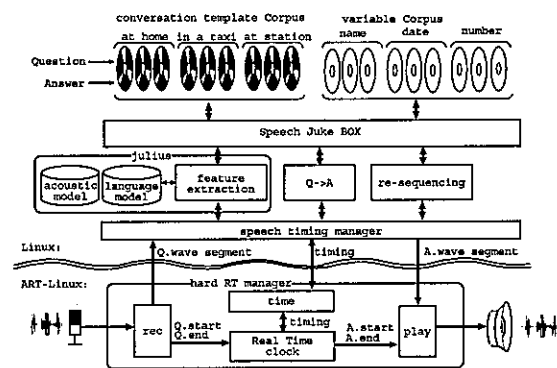 conversation template Corpus
variable Corpus
at home
in a taxi
at station
name
date
number
Question
Answer
Speech Juke BOX
julius
acoustic
model
language
model
feature
extraction
Q->A
re-sequencing
speech timing manager
Linux:
Q.wave segment
timing
A.wave segment
ART-Linux:
hard RT manager
time
timing
rec
Q.start
Q.end
Real Time
clock
A.start
A.end
play